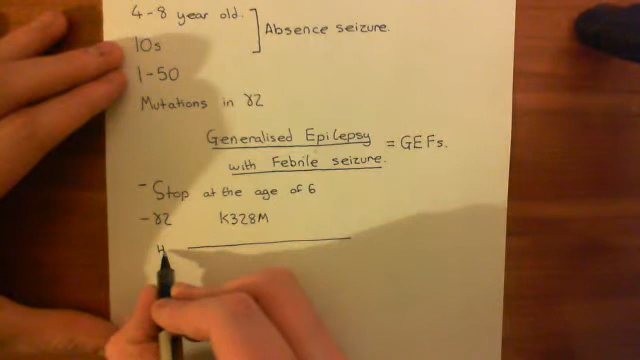 4-8 year old.
Absence seizure.
10s
1-50
Mutations in γ2
Generalised Epilepsy
= GEFs.
with Febrile seizure.
- Stop at the age of 6
- γ2 K328M
4